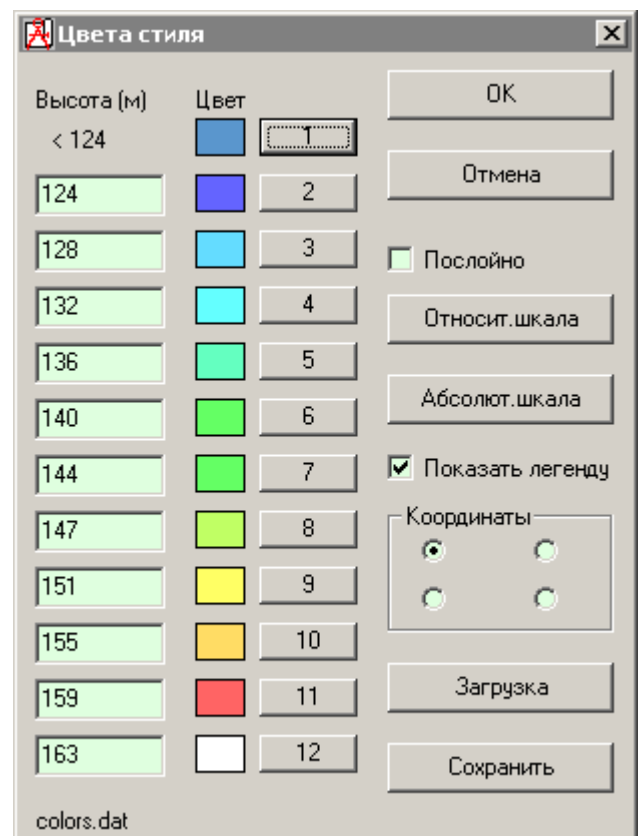 Цвета стиля
Высота (м) Цвет
< 124 1
124 2
128 3
132 4
136 5
140 6
144 7
147 8
151 9
155 10
159 11
163 12
colors.dat
OK
Отмена
Послойно
Относит.шкала
Абсолют.шкала
Показать легенду
Координаты
Загрузка
Сохранить